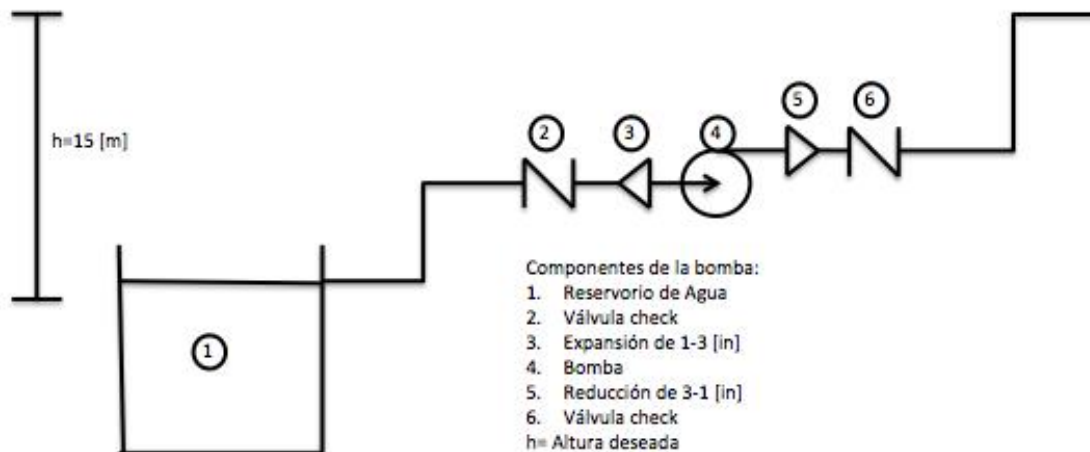 h=15 [m]
2
3
4
5
6
1
Componentes de la bomba:
1. Reservorio de Agua
2. Válvula check
3. Expansión de 1-3 [in]
4. Bomba
5. Reducción de 3-1 [in]
6. Válvula check
h= Altura deseada